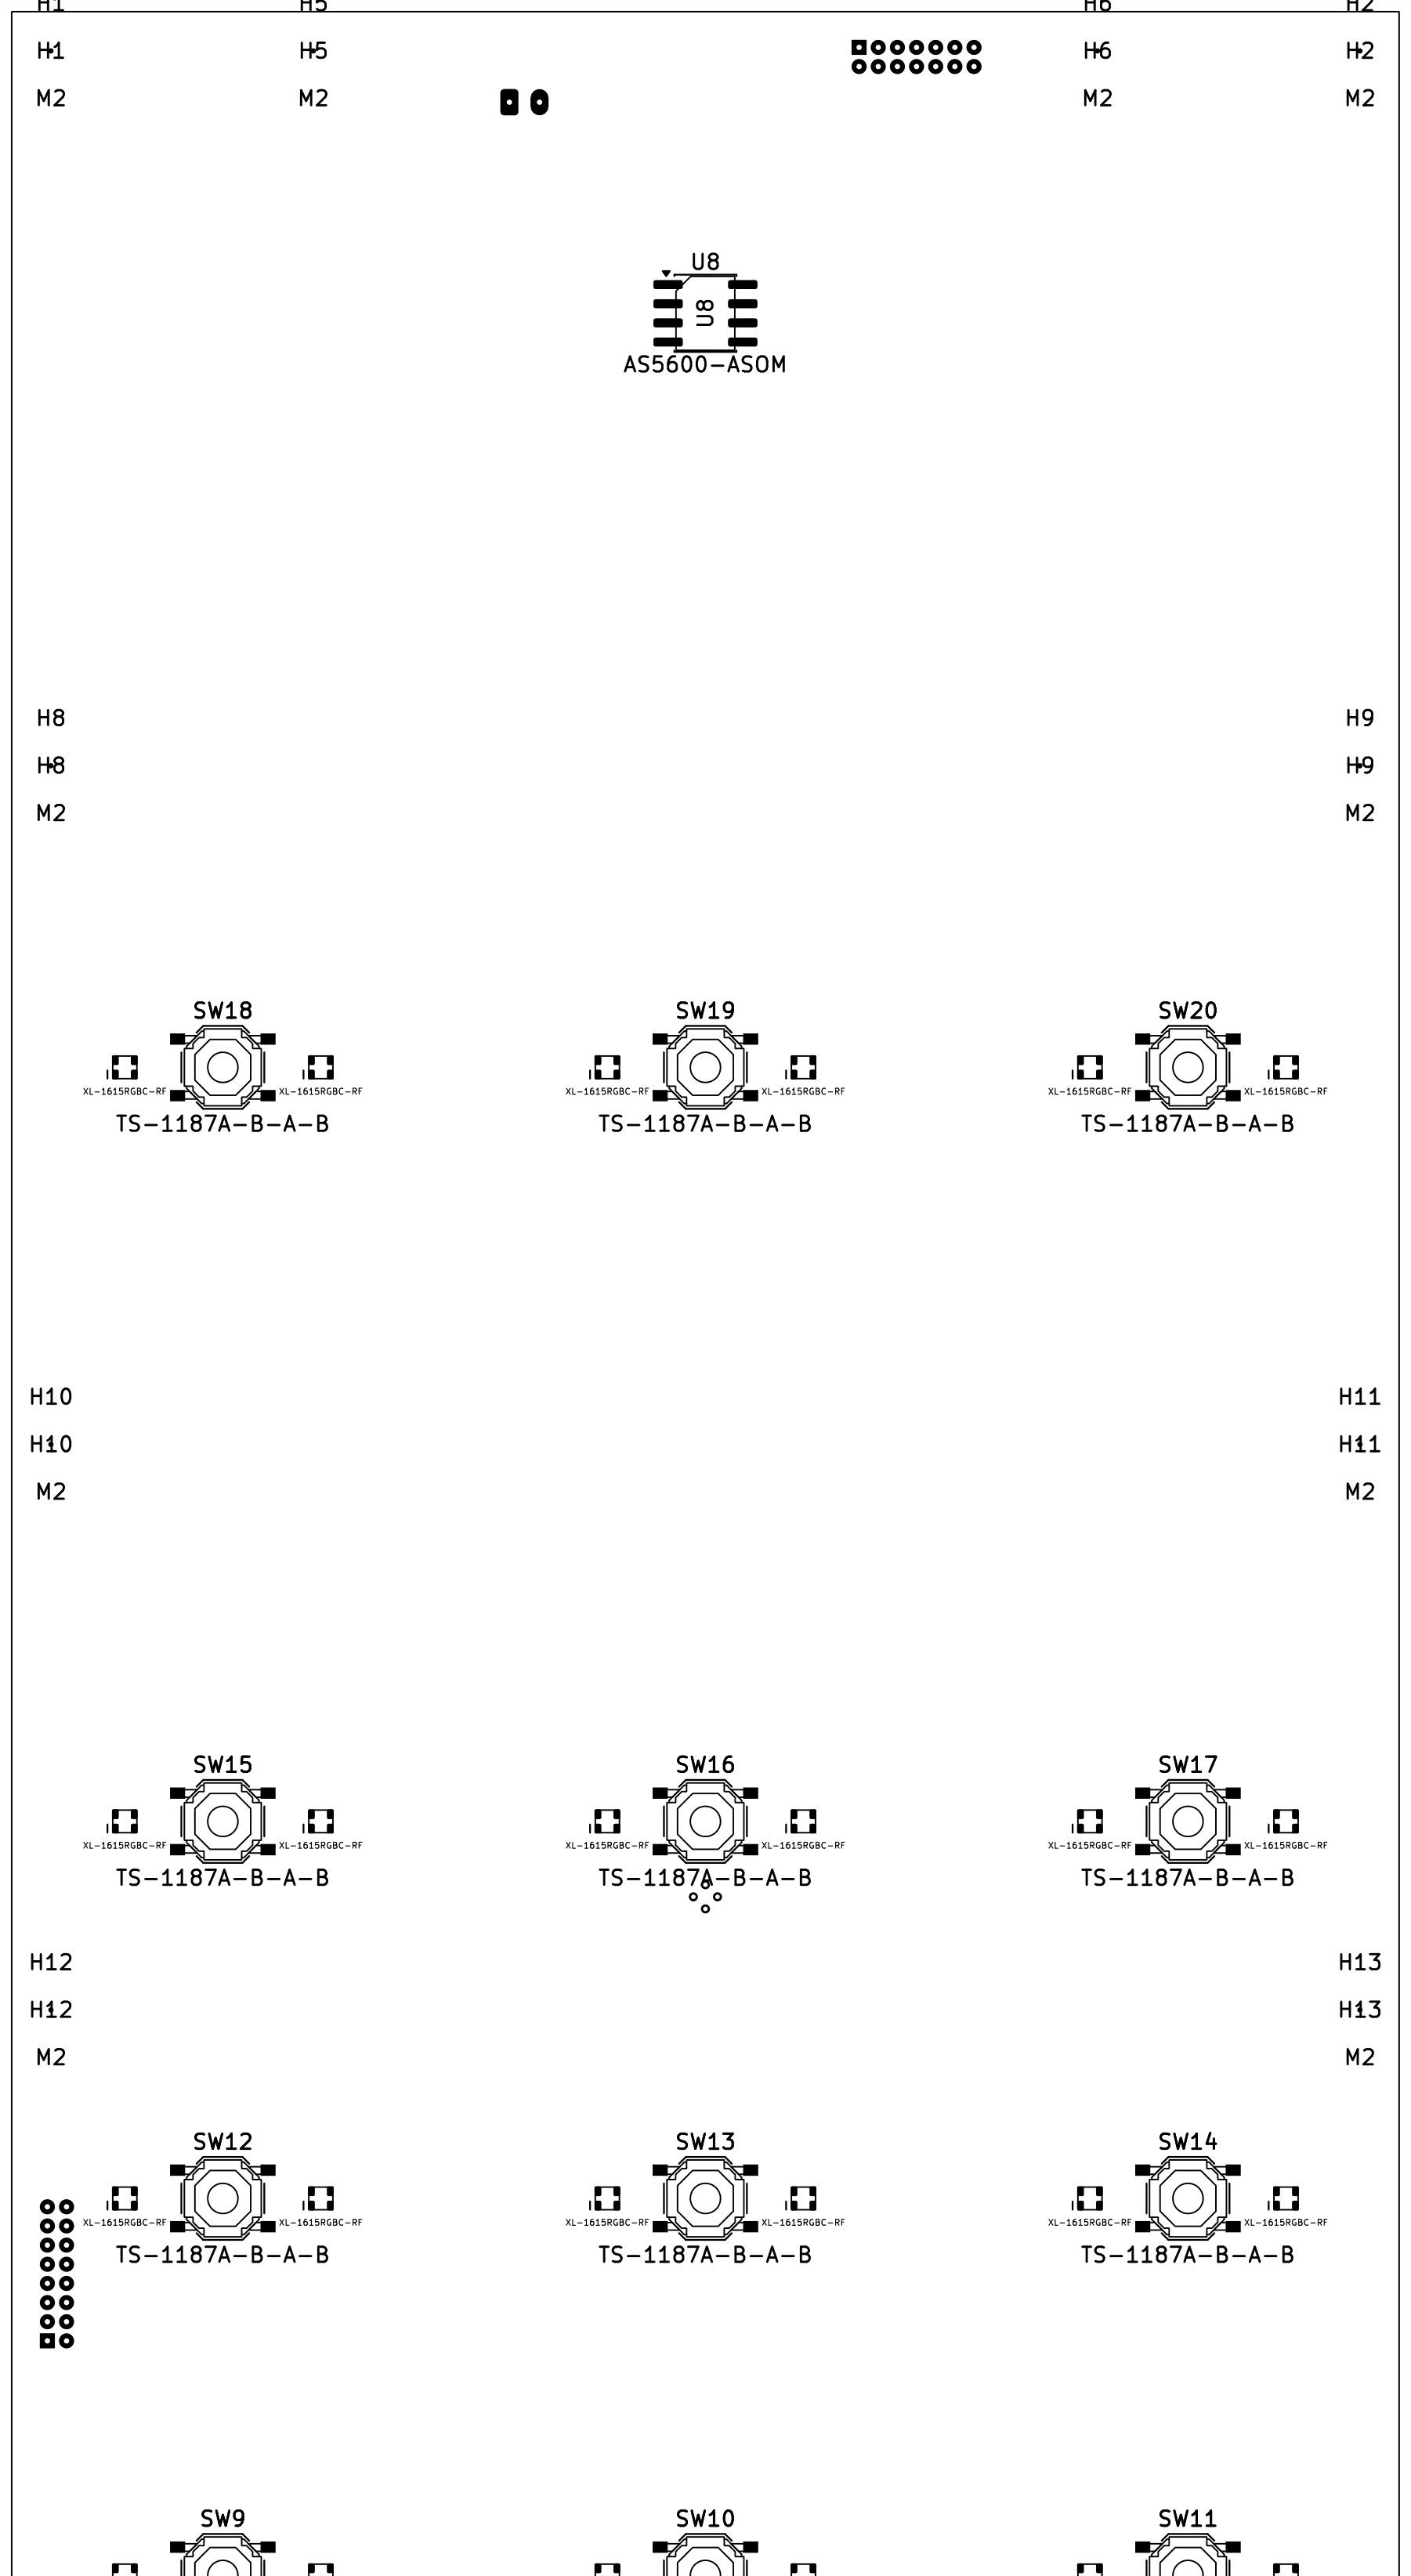 H1 H5 H6 H2
H1 H5 H6 H2
M2 M2 M2 M2
U8
U8
AS5600-ASOM
H8 H9
H8 H9
M2 M2
SW18 SW19 SW20
XL-1615RGBC-RF XL-1615RGBC-RF XL-1615RGBC-RF XL-1615RGBC-RF XL-1615RGBC-RF XL-1615RGBC-RF
TS-1187A-B-A-B TS-1187A-B-A-B TS-1187A-B-A-B
H10 H11
H10 H11
M2 M2
SW15 SW16 SW17
XL-1615RGBC-RF XL-1615RGBC-RF XL-1615RGBC-RF XL-1615RGBC-RF XL-1615RGBC-RF XL-1615RGBC-RF
TS-1187A-B-A-B TS-1187A-B-A-B TS-1187A-B-A-B
H12 H13
H12 H13
M2 M2
SW12 SW13 SW14
XL-1615RGBC-RF XL-1615RGBC-RF XL-1615RGBC-RF XL-1615RGBC-RF XL-1615RGBC-RF XL-1615RGBC-RF
TS-1187A-B-A-B TS-1187A-B-A-B TS-1187A-B-A-B
SW9 SW10 SW11